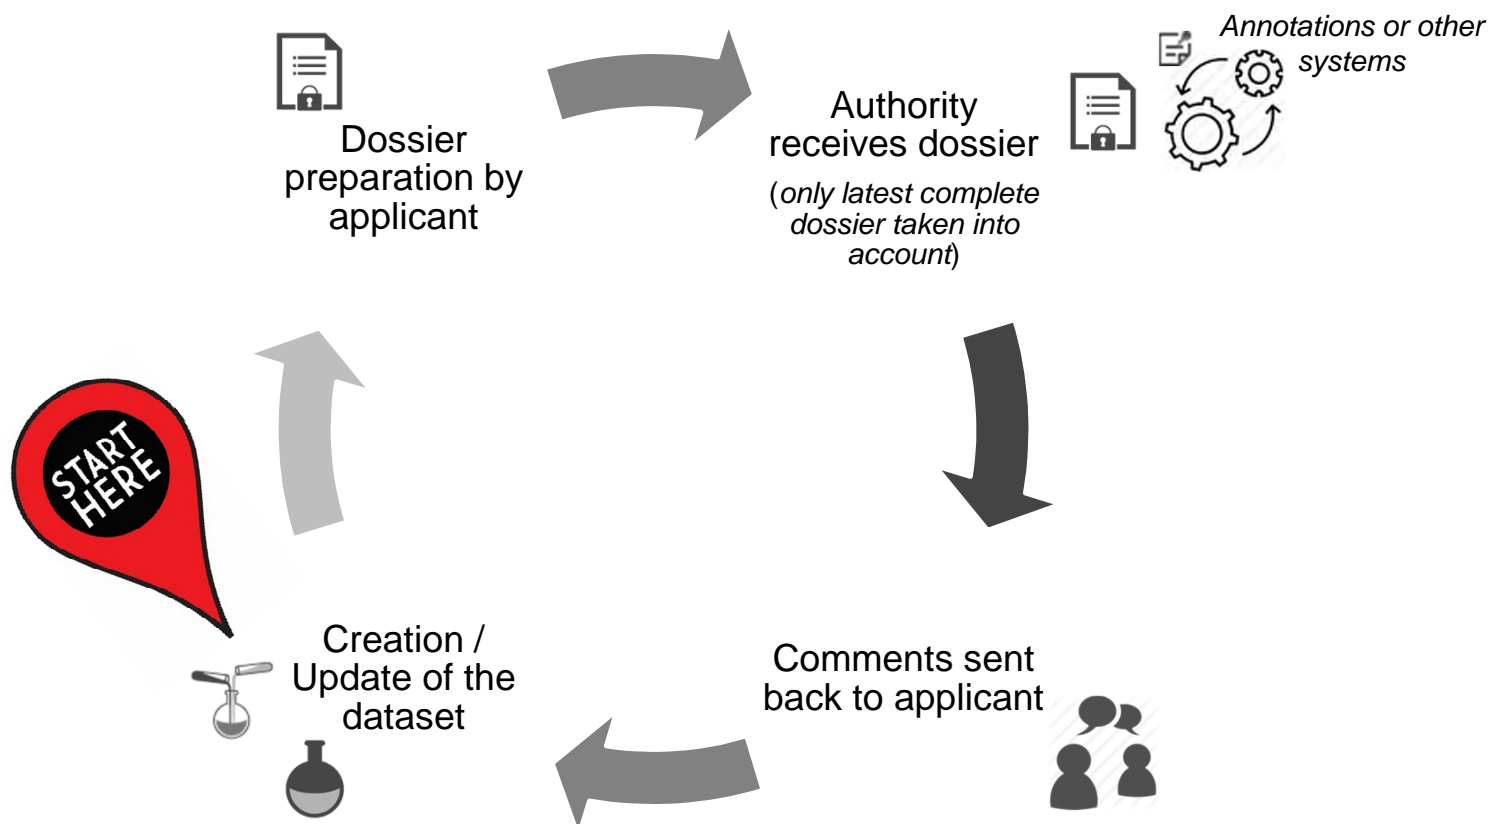 Annotations or other
systems
Dossier
preparation by
applicant
Authority
receives dossier
(only latest complete
dossier taken into
account)
START
HERE
Creation /
Update of the
dataset
Comments sent
back to applicant